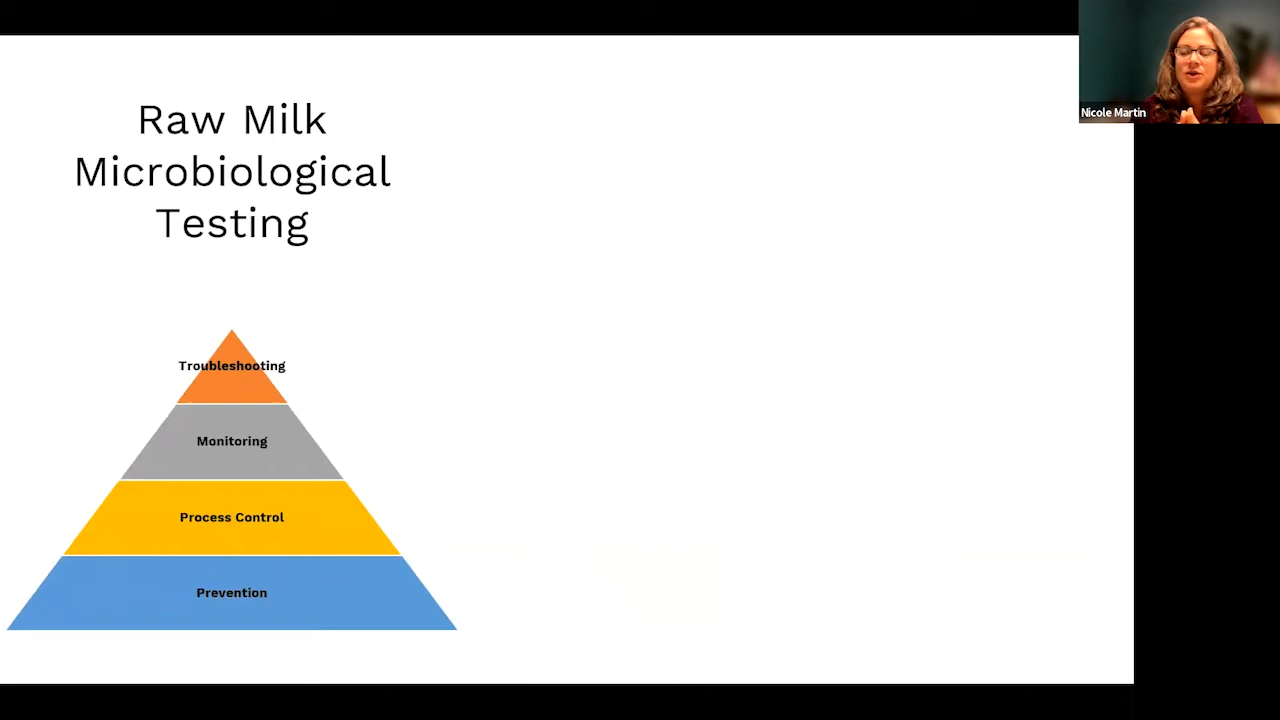 Raw Milk
Microbiological
Testing
Troubleshooting
Monitoring
Process Control
Prevention
Nicole Martin